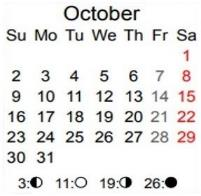 October
Su Mo Tu We Th Fr Sa
1
2 3 4 5 6 7 8
9 10 11 12 13 14 15
16 17 18 19 20 21 22
23 24 25 26 27 28 29
30 31
3:◐ 11:○ 19:◑ 26:●